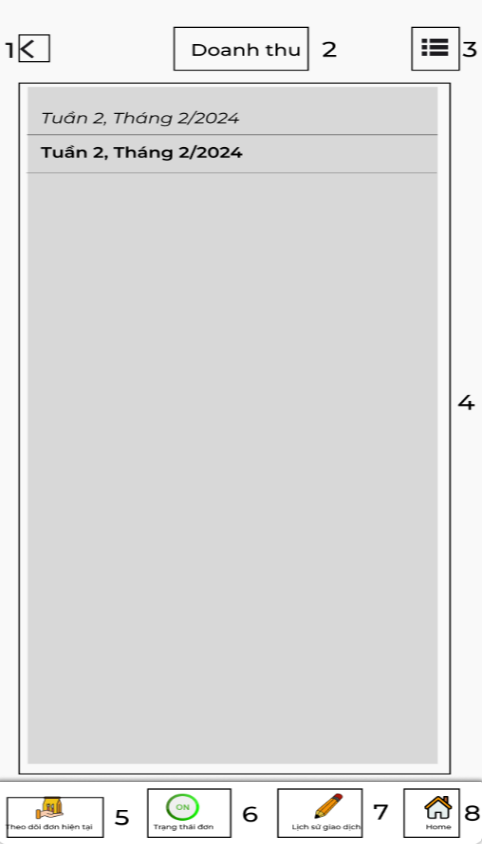 1
Doanh thu
2
3
Tuần 2, Tháng 2/2024
Tuần 2, Tháng 2/2024
4
Theo dõi đơn hiện tại
5
ON
Trạng thái đơn
6
Lịch sử giao dịch
7
Home
8